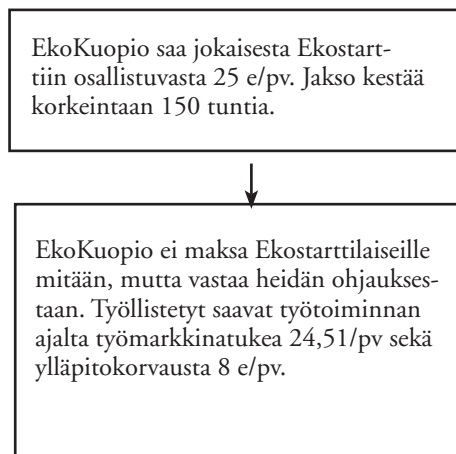 EkoKuopio saa jokaisesta Ekostart-
tiin osallistuvasta 25 e/pv. Jakso kestää
korkeintaan 150 tuntia.
EkoKuopio ei maksa Ekostarttilaiseille
mitään, mutta vastaa heidän ohjaukses-
taan. Työllistetyt saavat työtoiminnan
ajalta työmarkkinatukea 24,51/pv sekä
ylläpitokorvausta 8 e/pv.